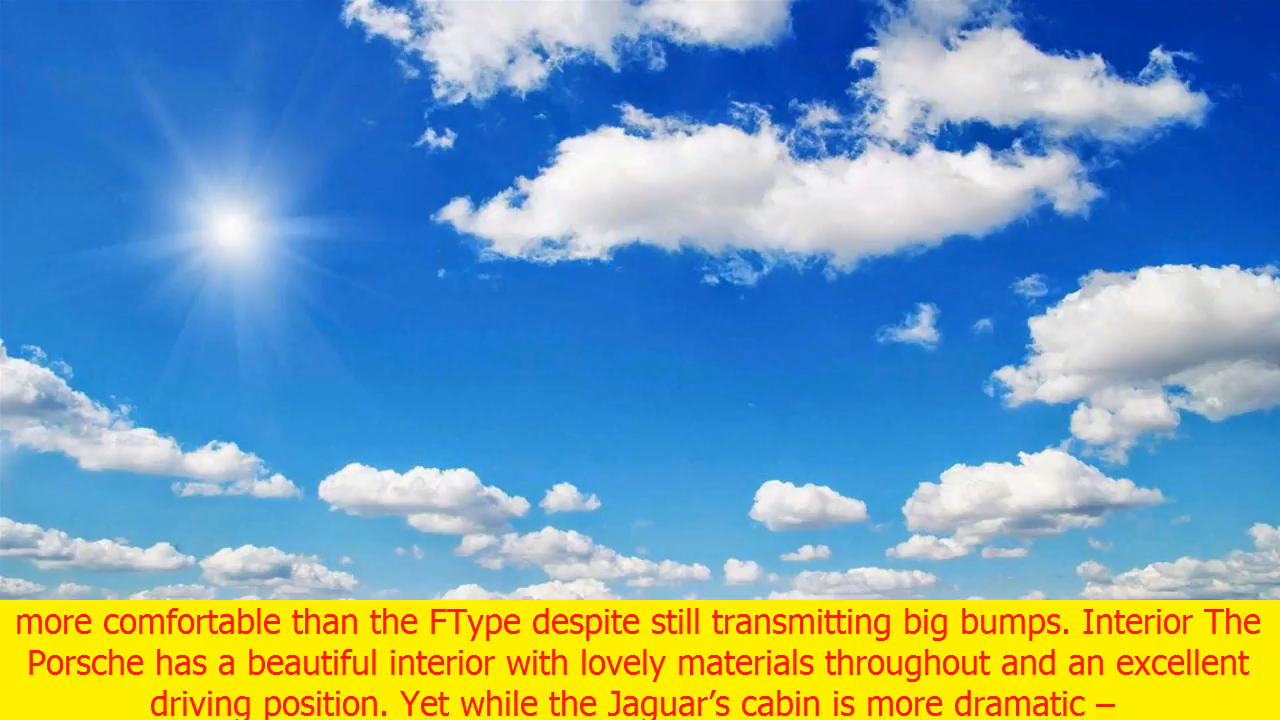 more comfortable than the FType despite still transmitting big bumps. Interior The
Porsche has a beautiful interior with lovely materials throughout and an excellent
driving position. Yet while the Jaguar’s cabin is more dramatic –